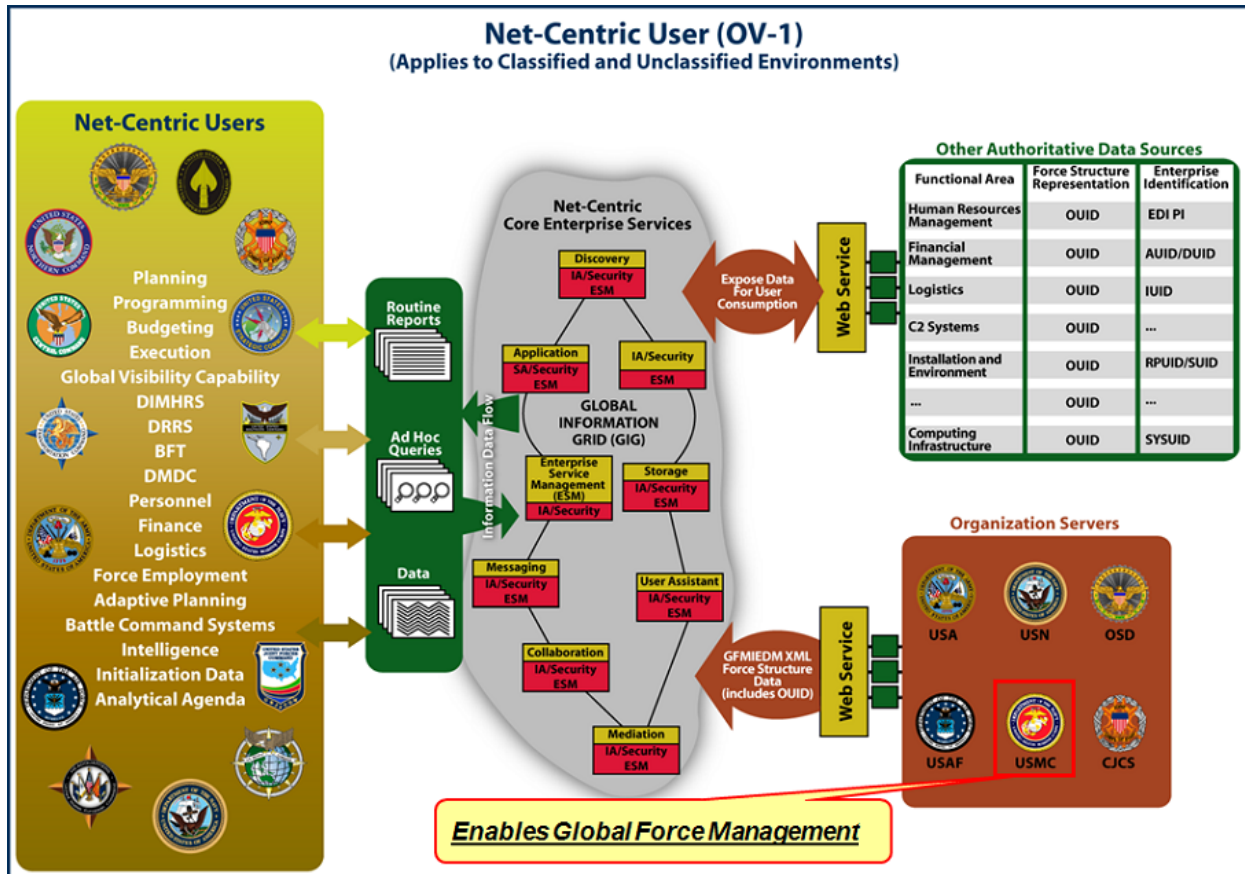 Net-Centric User (OV-1)
(Applies to Classified and Unclassified Environments)
Net-Centric Users
UNITED STATES
NORTHERN COMMAND
UNITED STATES
CENTRAL COMMAND
Planning
Programming
Budgeting
Execution
Global Visibility Capability
DIMHRS
DRRS
BFT
DMDC
Personnel
Finance
Logistics
Force Employment
Adaptive Planning
Battle Command Systems
Intelligence
Initialization Data
Analytical Agenda
Routine
Reports
Ad Hoc
Queries
Data
Information Data Flow
Net-Centric
Core Enterprise Services
Discovery
IA/Security
ESM
Application
SA/Security
ESM
IA/Security
ESM
GLOBAL
INFORMATION
GRID (GIG)
Enterprise
Service
Management
(ESM)
IA/Security
Storage
IA/Security
ESM
Messaging
IA/Security
ESM
User Assistant
IA/Security
ESM
Collaboration
IA/Security
ESM
Mediation
IA/Security
ESM
Expose Data
For User
Consumption
Web Service
GFMIEDM XML
Force Structure
Data
(includes OUID)
Web Service
Other Authoritative Data Sources
Functional Area Force Structure Representation Enterprise Identification
Human Resources Management OUID EDI PI
Financial Management OUID AUID/DUID
Logistics OUID IUID
C2 Systems OUID ...
Installation and Environment OUID RPUID/SUID
... OUID ...
Computing Infrastructure OUID SYSUID
Organization Servers
USA USN OSD
USAF USMC CJCS
Enables Global Force Management